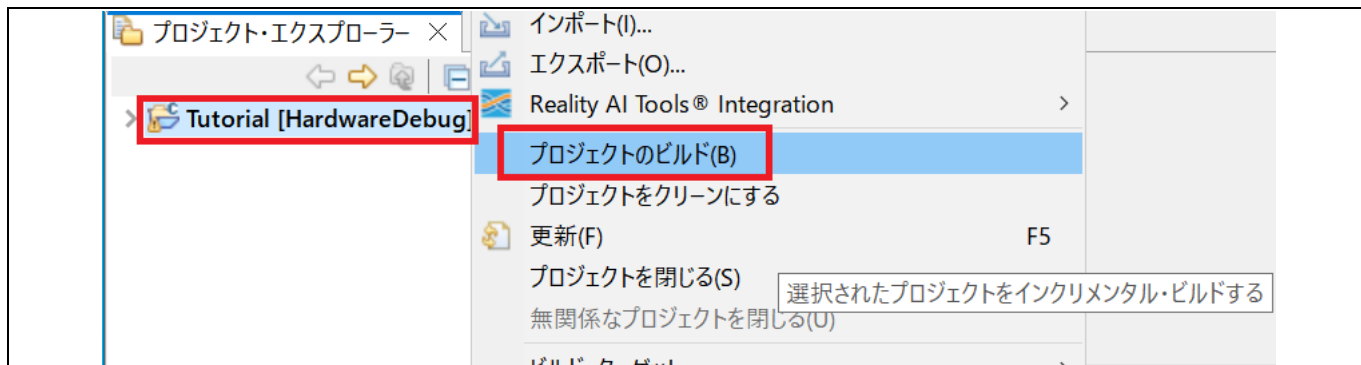 プロジェクト・エクスプローラー
インポート(I)...
エクスポート(O)...
Reality AI Tools® Integration
Tutorial [HardwareDebug]
プロジェクトのビルド(B)
プロジェクトをクリーンにする
更新(F) F5
プロジェクトを閉じる(S)
選択されたプロジェクトをインクリメンタル・ビルドする
無関係なプロジェクトを閉じる(U)